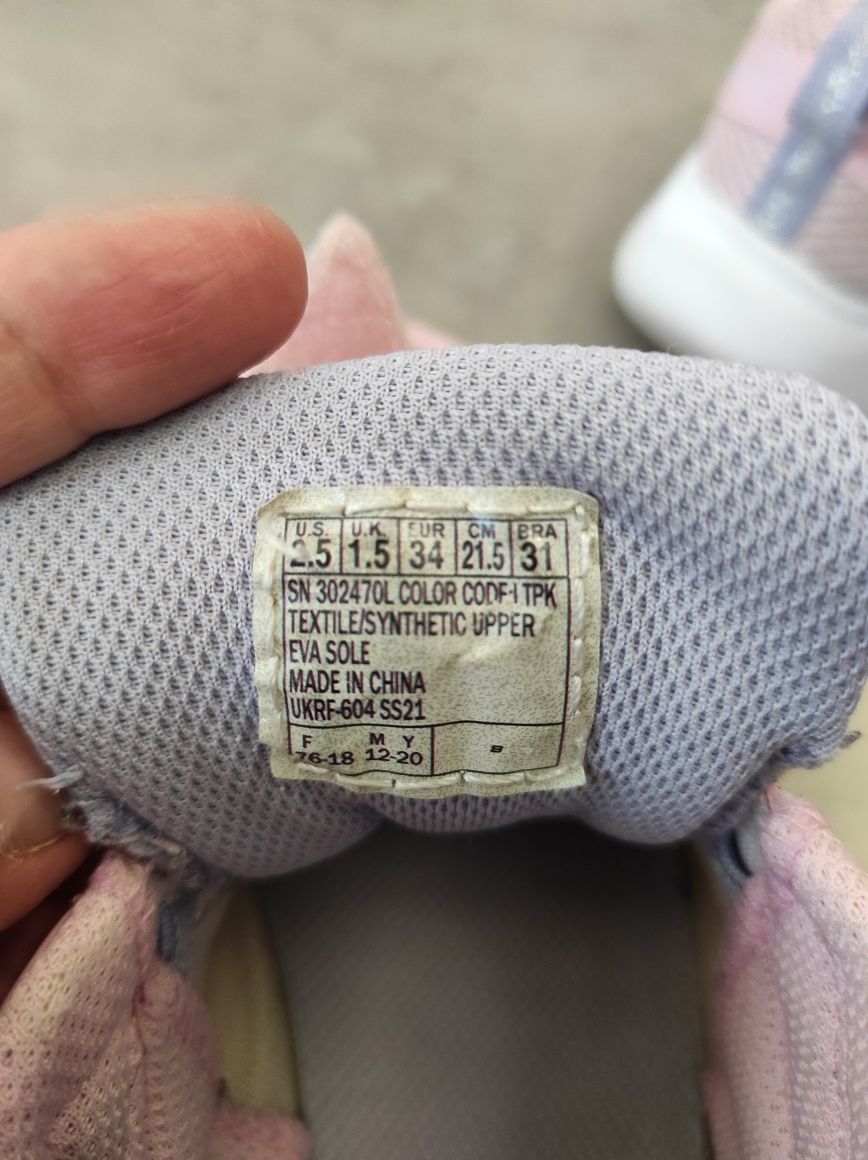 U.S. U.K. EUR CM BRA
2.5 1.5 34 21.5 31
SN 302470L COLOR CODE-LTPK
TEXTILE/SYNTHETIC UPPER
EVA SOLE
MADE IN CHINA
UKRF-604 SS21
F M Y
76-18 12-20